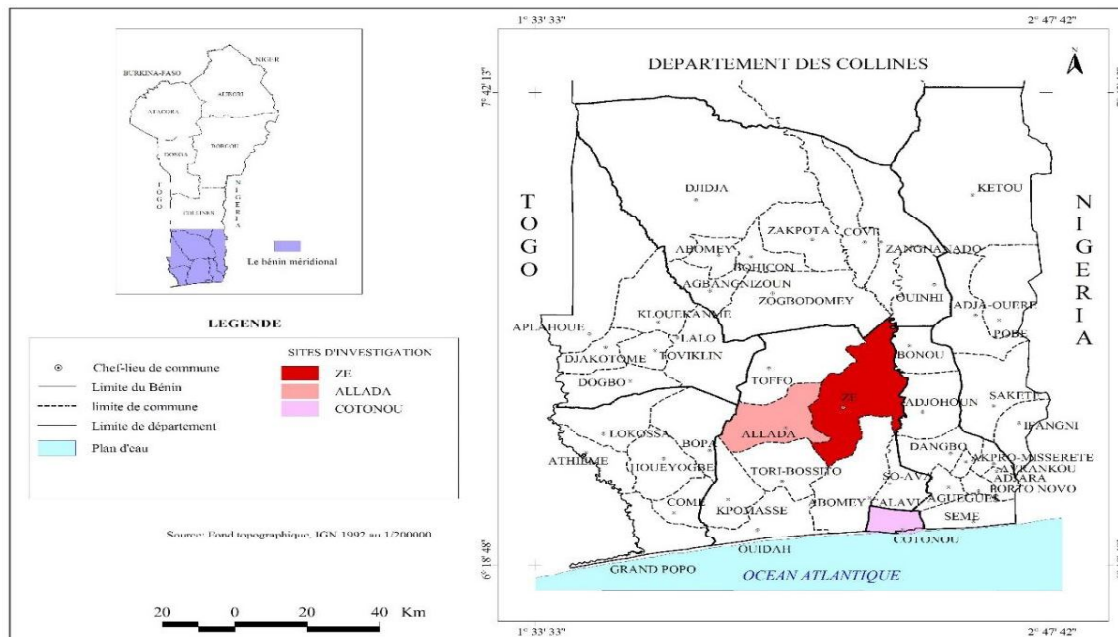 1° 33' 33"
2° 47' 42"
NIGER
BURKINA-FASO
ALIBORI
ATACORA
DONGA
BORGOU
TOGO
NIGERIA
COLLINES
Le bénin méridional
LEGENDE
Chef-lieu de commune
Limite du Bénin
limite de commune
Limite de département
Plan d'eau
SITES D'INVESTIGATION
ZE
ALLADA
COTONOU
Source: Fond topographique, IGN 1992 au 1/200000
20 0 20 40 Km
N
DEPARTEMENT DES COLLINES
7° 42' 13"
TOGO
NIGERIA
DJIDJA
KETOU
ZAKPOTA
COVE
ABOMEY
ZANGNANADO
BOHICON
AGBANGNIZOUN
ZOGBODOMEY
OUINHI
ADJA-OUERE
POBE
KLOUEKANME
APLAHOUE
LALO
DJAKOTOME
TOVIKLIN
BONOU
DOGBO
TOFFO
ZE
ADJOHOUN
SAKETE
IFANGNI
ALLADA
LOKOSSA
BOPA
DANGBO
ATHIEME
HOUEYOGBE
TORI-BOSSITO
SO-AVA
AKPRO-MISSERETE
AVRANKOU
ADJARA
PORTO NOVO
AGUEGUES
COME
KPOMASSE
ABOMEY CALAVI
SEME
COTONOU
OUIDAH
GRAND POPO
OCEAN ATLANTIQUE
6° 18' 48"
1° 33' 33"
2° 47' 42"